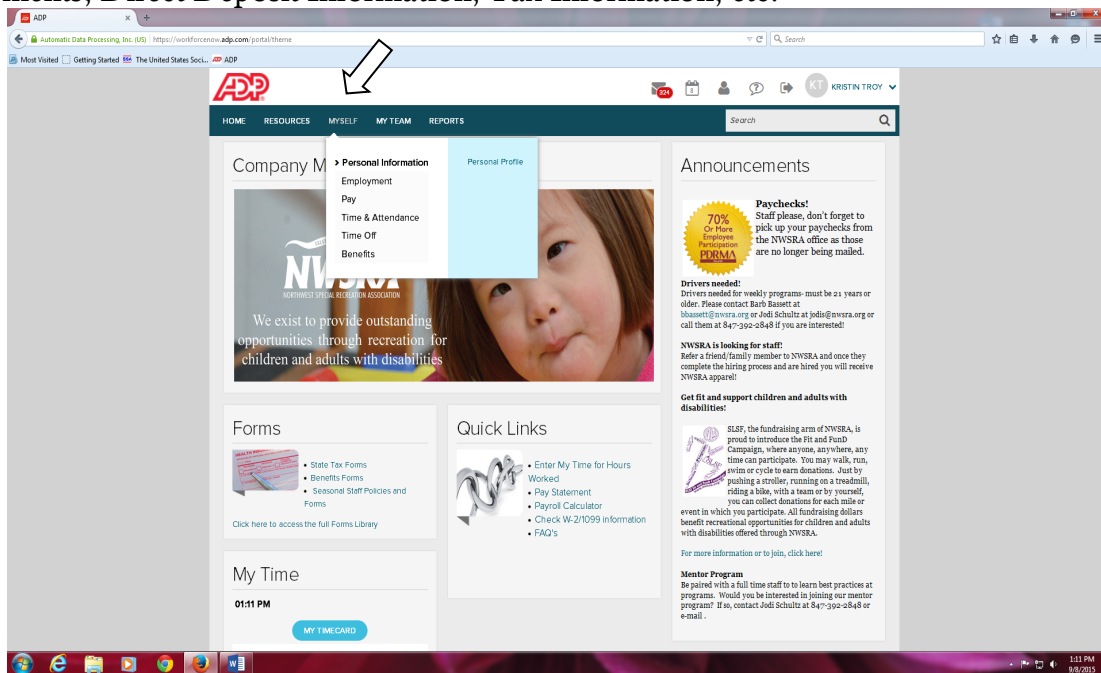 ments, Direct Deposit Information, Tax Information, etc.
ADP
Automatic Data Processing, Inc. (US) https://workforcenow.adp.com/portal/theme
Search
Most Visited Getting Started The United States Soci... ADP
ADP
324
KT KRISTIN TROY
HOME RESOURCES MYSELF MY TEAM REPORTS
Search
Personal Information
Personal Profile
Employment
Pay
Time & Attendance
Time Off
Benefits
Company M
NWSRA
NORTHWEST SPECIAL RECREATION ASSOCIATION
We exist to provide outstanding
opportunities through recreation for
children and adults with disabilities
Announcements
70%
Or More
Employee
Participation
PDRMA
Paychecks!
Staff please, don't forget to
pick up your paychecks from
the NWSRA office as those
are no longer being mailed.
Drivers needed!
Drivers needed for weekly programs- must be 21 years or
older. Please contact Barb Bassett at
bbassett@nwsra.org or Jodi Schultz at jodis@nwsra.org or
call them at 847-392-2848 if you are interested!
NWSRA is looking for staff!
Refer a friend/family member to NWSRA and once they
complete the hiring process and are hired you will receive
NWSRA apparel!
Get fit and support children and adults with
disabilities!
SLSF, the fundraising arm of NWSRA, is
proud to introduce the Fit and FunD
Campaign, where anyone, anywhere, any
time can participate. You may walk, run,
swim or cycle to earn donations. Just by
pushing a stroller, running on a treadmill,
riding a bike, with a team or by yourself,
you can collect donations for each mile or
event in which you participate. All fundraising dollars
benefit recreational opportunities for children and adults
with disabilities offered through NWSRA.
For more information or to join, click here!
Mentor Program
Be paired with a full time staff to to learn best practices at
programs. Would you be interested in joining our mentor
program? If so, contact Jodi Schultz at 847-392-2848 or
e-mail .
Forms
State Tax Forms
Benefits Forms
Seasonal Staff Policies and
Forms
Click here to access the full Forms Library
Quick Links
Enter My Time for Hours
Worked
Pay Statement
Payroll Calculator
Check W-2/1099 information
FAQ's
My Time
01:11 PM
MY TIMECARD
1:11 PM
9/8/2015